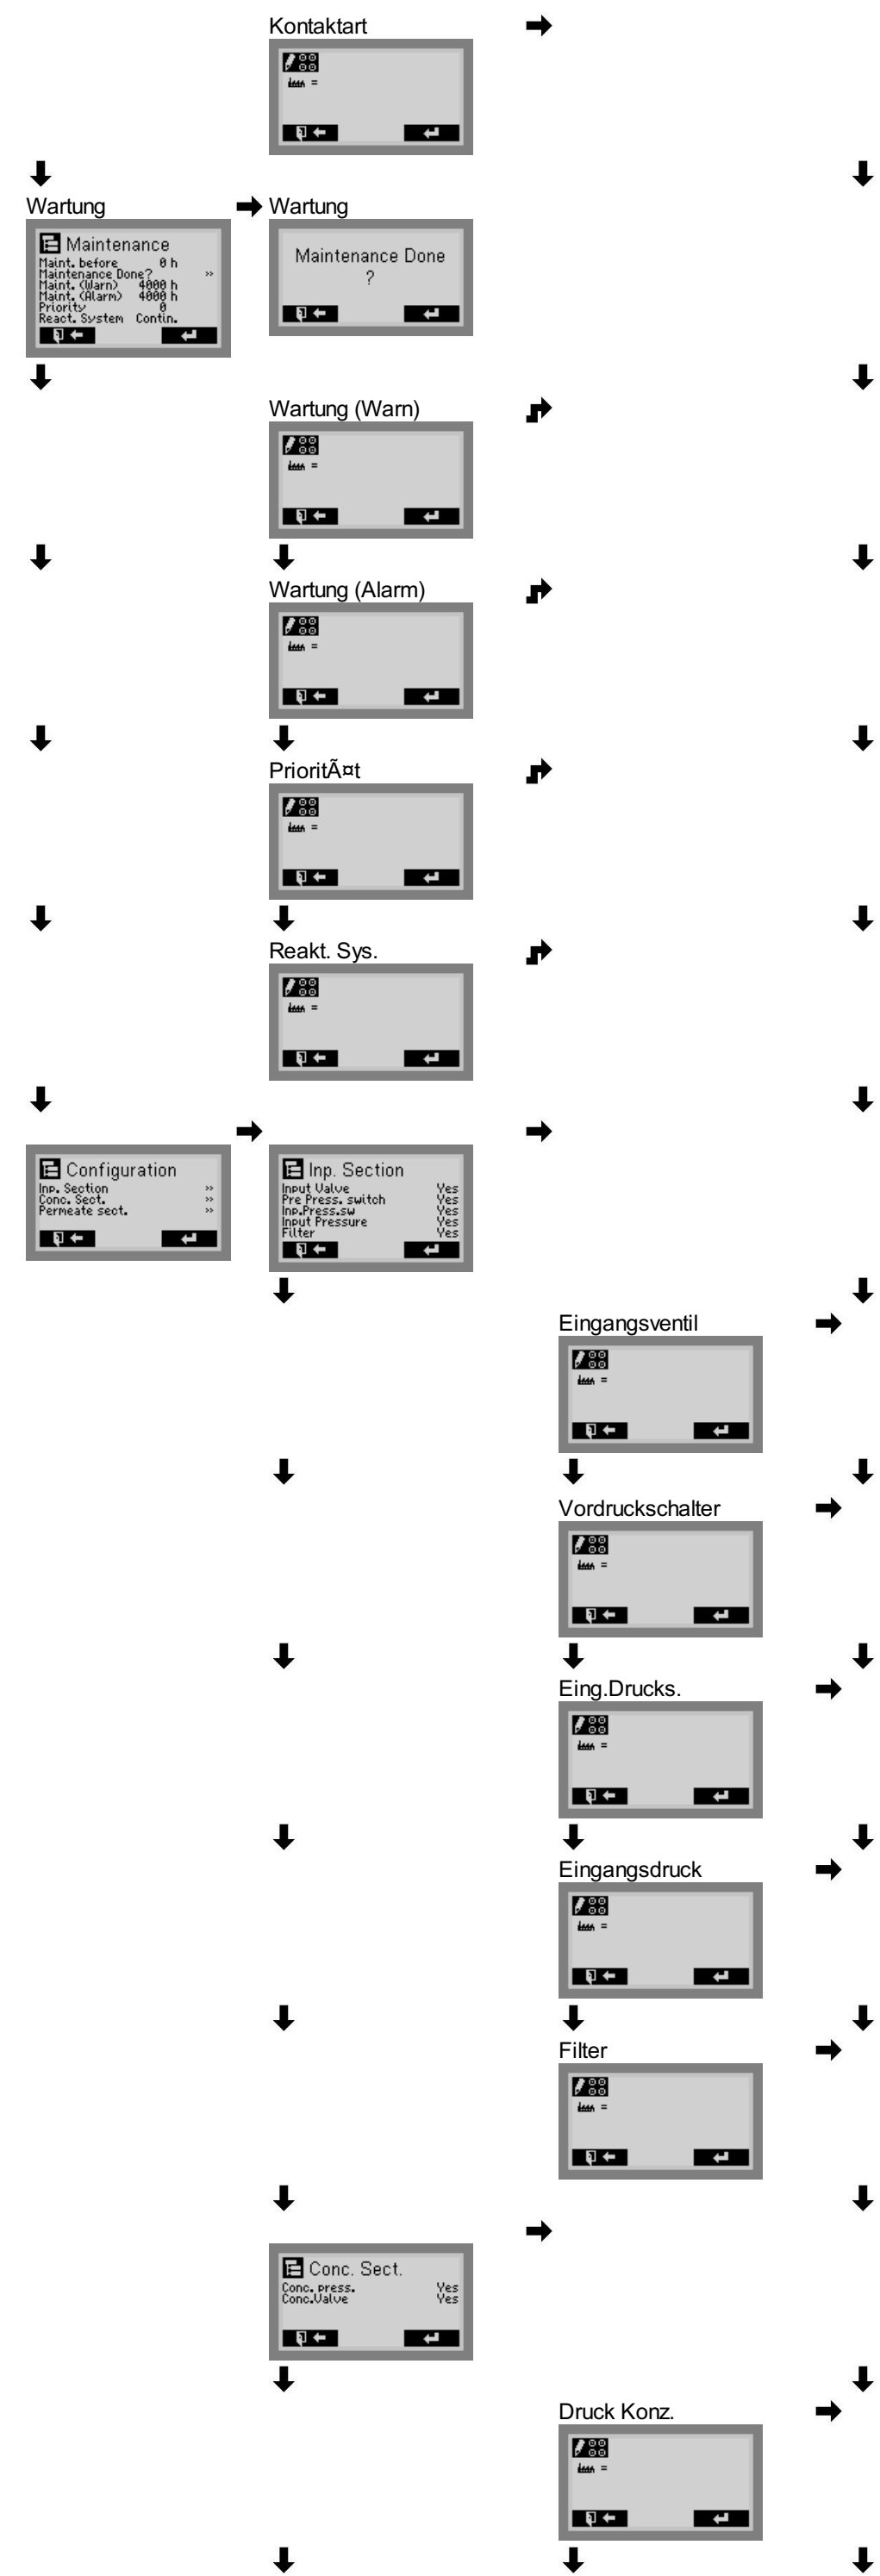 Kontaktart
=
Wartung
Wartung
Maintenance
Maint. before 0 h
Maintenance Done? »
Maint. (Warn) 4000 h
Maint. (Alarm) 4000 h
Priority 0
React. System Contin.
Maintenance Done
?
Wartung (Warn)
=
Wartung (Alarm)
=
PrioritÃ¤t
=
Reakt. Sys.
=
Configuration
Inp. Section »
Conc. Sect. »
Permeate sect. »
Inp. Section
Input Valve Yes
Pre Press. switch Yes
Inp.Press.sw Yes
Input Pressure Yes
Filter Yes
Eingangsventil
=
Vordruckschalter
=
Eing.Drucks.
=
Eingangsdruck
=
Filter
=
Conc. Sect.
Conc. press. Yes
Conc.Valve Yes
Druck Konz.
=